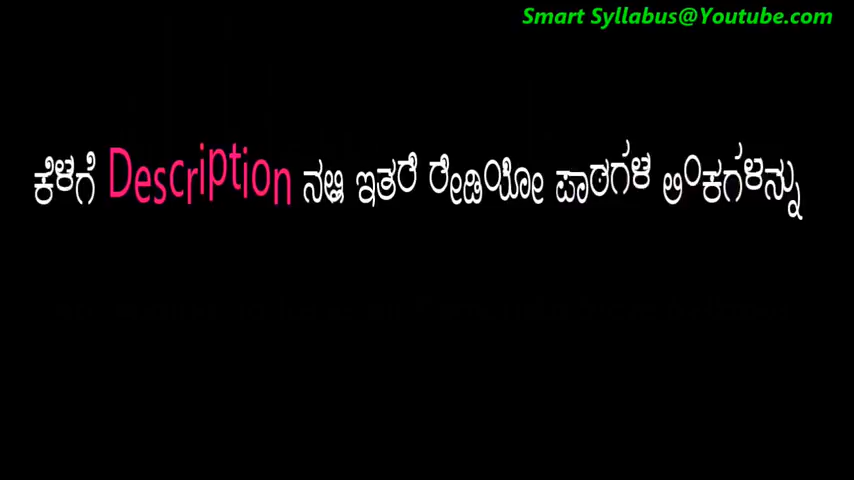 Smart Syllabus@Youtube.com
ಕೆಳಗೆ Description ನಲ್ಲಿ ಇತರೆ ರೇಡಿಯೋ ಪಾಠಗಳ ಲಿಂಕಗಳನ್ನು